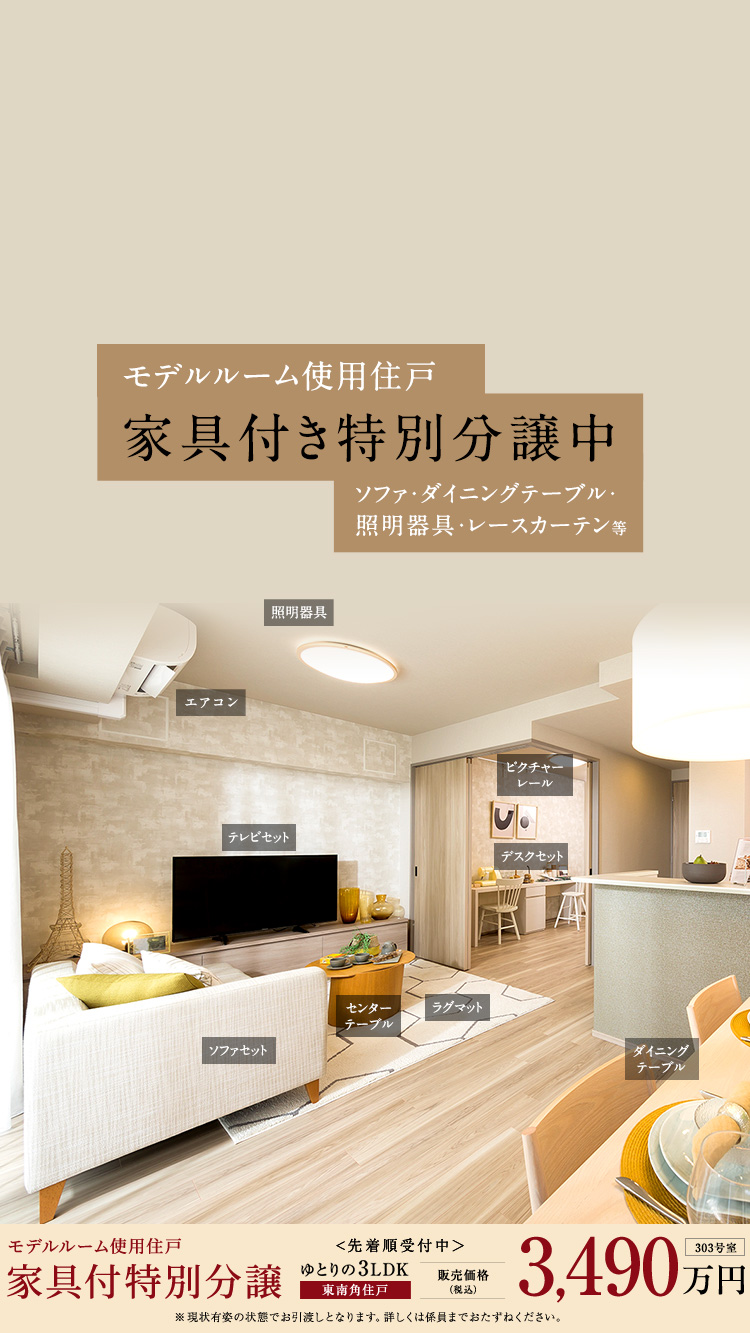 モデルルーム使用住戸
家具付き特別分譲中
ソファ・ダイニングテーブル・
照明器具・レースカーテン等
照明器具
エアコン
ピクチャー
レール
テレビセット
デスクセット
センター
テーブル
ラグマット
ソファセット
ダイニング
テーブル
モデルルーム使用住戸
家具付特別分譲
＜先着順受付中＞
ゆとりの3LDK
東南角住戸
販売価格
(税込)
3,490万円
303号室
※現状有姿の状態でお引渡しとなります。詳しくは係員までおたずねください。